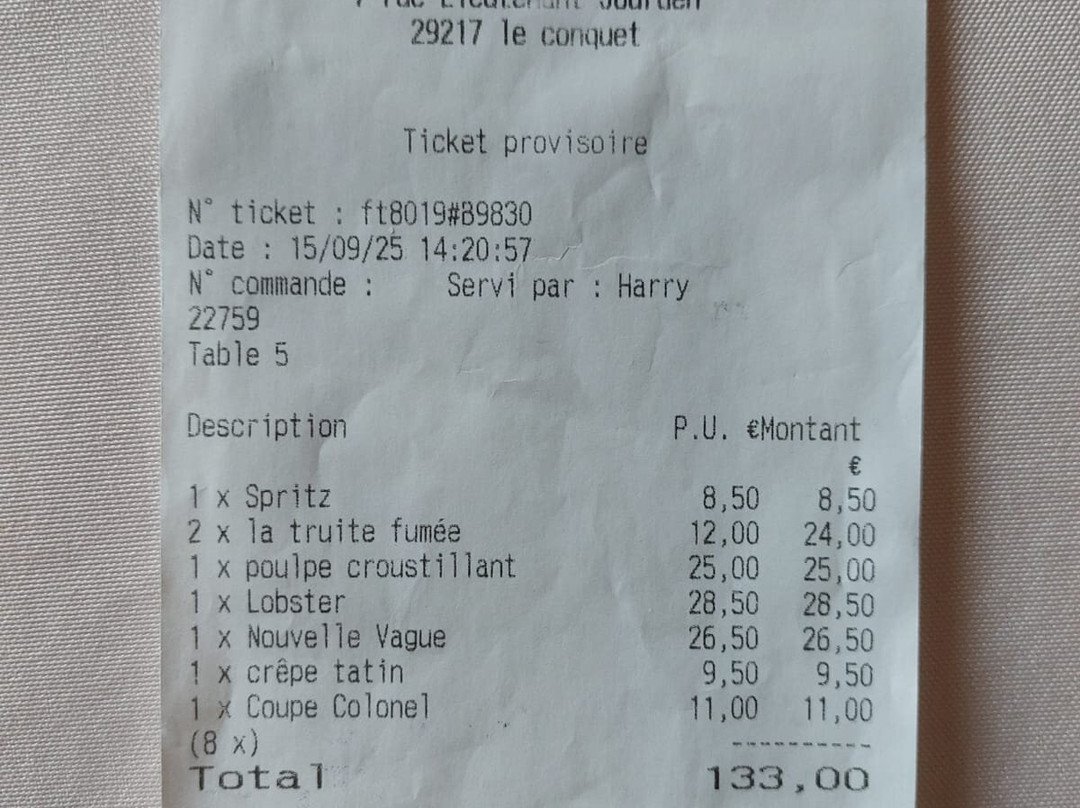 rue Lieutenant Jourden
29217 le conquet
Ticket provisoire
N° ticket : ft8019#B9830
Date : 15/09/25 14:20:57
N° commande : Servi par : Harry
22759
Table 5
Description P.U. €Montant
€
1 x Spritz 8,50 8,50
2 x la truite fumée 12,00 24,00
1 x poulpe croustillant 25,00 25,00
1 x Lobster 28,50 28,50
1 x Nouvelle Vague 26,50 26,50
1 x crêpe tatin 9,50 9,50
1 x Coupe Colonel 11,00 11,00
(8 x) ----------
Total 133,00